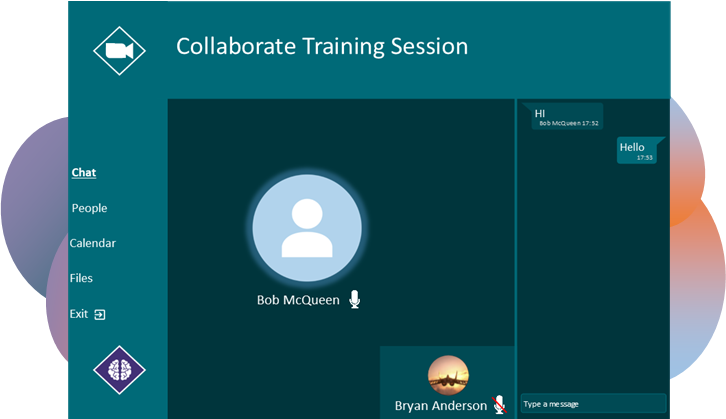 Collaborate Training Session
Chat
People
Calendar
Files
Exit
Bob McQueen
Bryan Anderson
HI
Bob McQueen 17:52
Hello
17:53
Type a message